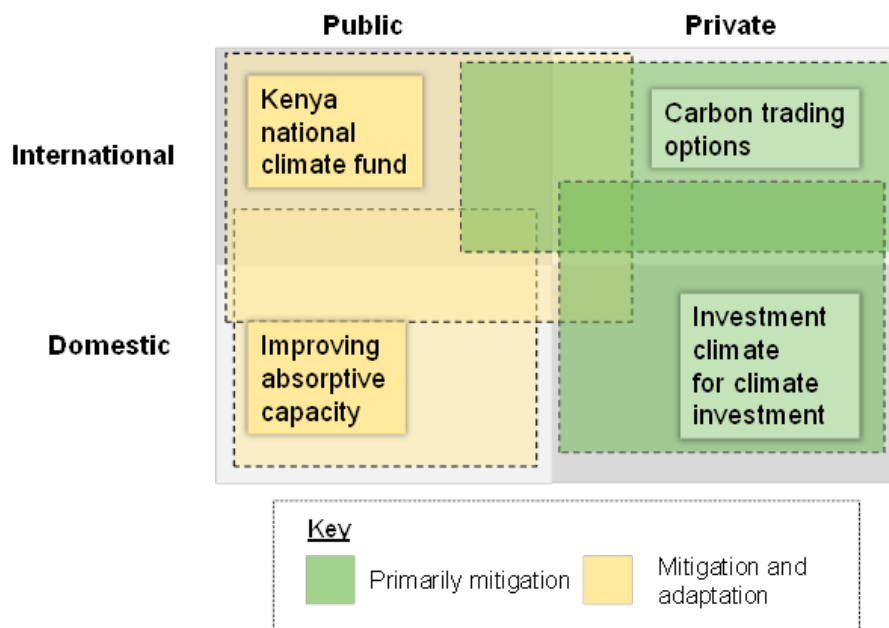 Public
Private
International
Kenya
national
climate fund
Carbon trading
options
Domestic
Improving
absorptive
capacity
Investment
climate
for climate
investment
Key
Primarily mitigation
Mitigation and
adaptation